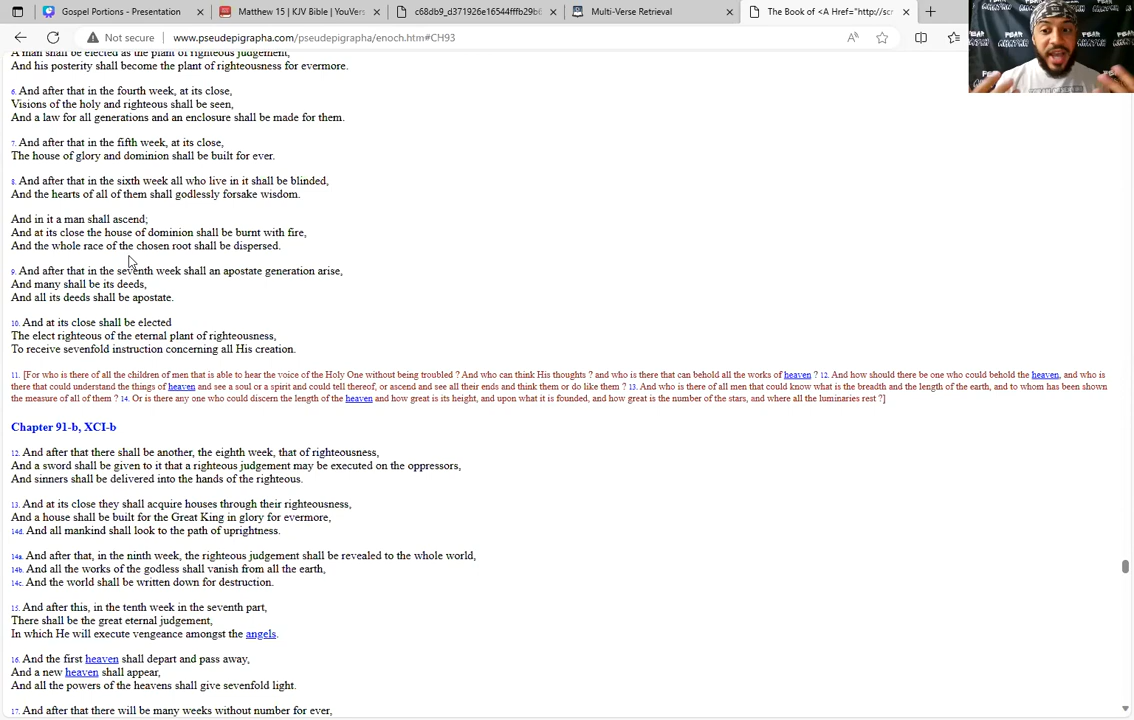 Gospel Portions - Presentation
Matthew 15 | KJV Bible | YouVers
c68db9_d371926e16544fffb29b6
Multi-Verse Retrieval
The Book of <A Href="http://scr
Not secure
www.pseudepigrapha.com/pseudepigrapha/enoch.htm#CH93
A man shall be elected as the plant of righteous judgement,
And his posterity shall become the plant of righteousness for evermore.
6. And after that in the fourth week, at its close,
Visions of the holy and righteous shall be seen,
And a law for all generations and an enclosure shall be made for them.
7. And after that in the fifth week, at its close,
The house of glory and dominion shall be built for ever.
8. And after that in the sixth week all who live in it shall be blinded,
And the hearts of all of them shall godlessly forsake wisdom.
And in it a man shall ascend;
And at its close the house of dominion shall be burnt with fire,
And the whole race of the chosen root shall be dispersed.
9. And after that in the seventh week shall an apostate generation arise,
And many shall be its deeds,
And all its deeds shall be apostate.
10. And at its close shall be elected
The elect righteous of the eternal plant of righteousness,
To receive sevenfold instruction concerning all His creation.
11. [For who is there of all the children of men that is able to hear the voice of the Holy One without being troubled ? And who can think His thoughts ? and who is there that can behold all the works of heaven ? 12. And how should there be one who could behold the heaven, and who is
there that could understand the things of heaven and see a soul or a spirit and could tell thereof, or ascend and see all their ends and think them or do like them ? 13. And who is there of all men that could know what is the breadth and the length of the earth, and to whom has been shown
the measure of all of them ? 14. Or is there any one who could discern the length of the heaven and how great is its height, and upon what it is founded, and how great is the number of the stars, and where all the luminaries rest ?]
Chapter 91-b, XCI-b
12. And after that there shall be another, the eighth week, that of righteousness,
And a sword shall be given to it that a righteous judgement may be executed on the oppressors,
And sinners shall be delivered into the hands of the righteous.
13. And at its close they shall acquire houses through their righteousness,
And a house shall be built for the Great King in glory for evermore,
14d. And all mankind shall look to the path of uprightness.
14a. And after that, in the ninth week, the righteous judgement shall be revealed to the whole world,
14b. And all the works of the godless shall vanish from all the earth,
14c. And the world shall be written down for destruction.
15. And after this, in the tenth week in the seventh part,
There shall be the great eternal judgement,
In which He will execute vengeance amongst the angels.
16. And the first heaven shall depart and pass away,
And a new heaven shall appear,
And all the powers of the heavens shall give sevenfold light.
17. And after that there will be many weeks without number for ever,